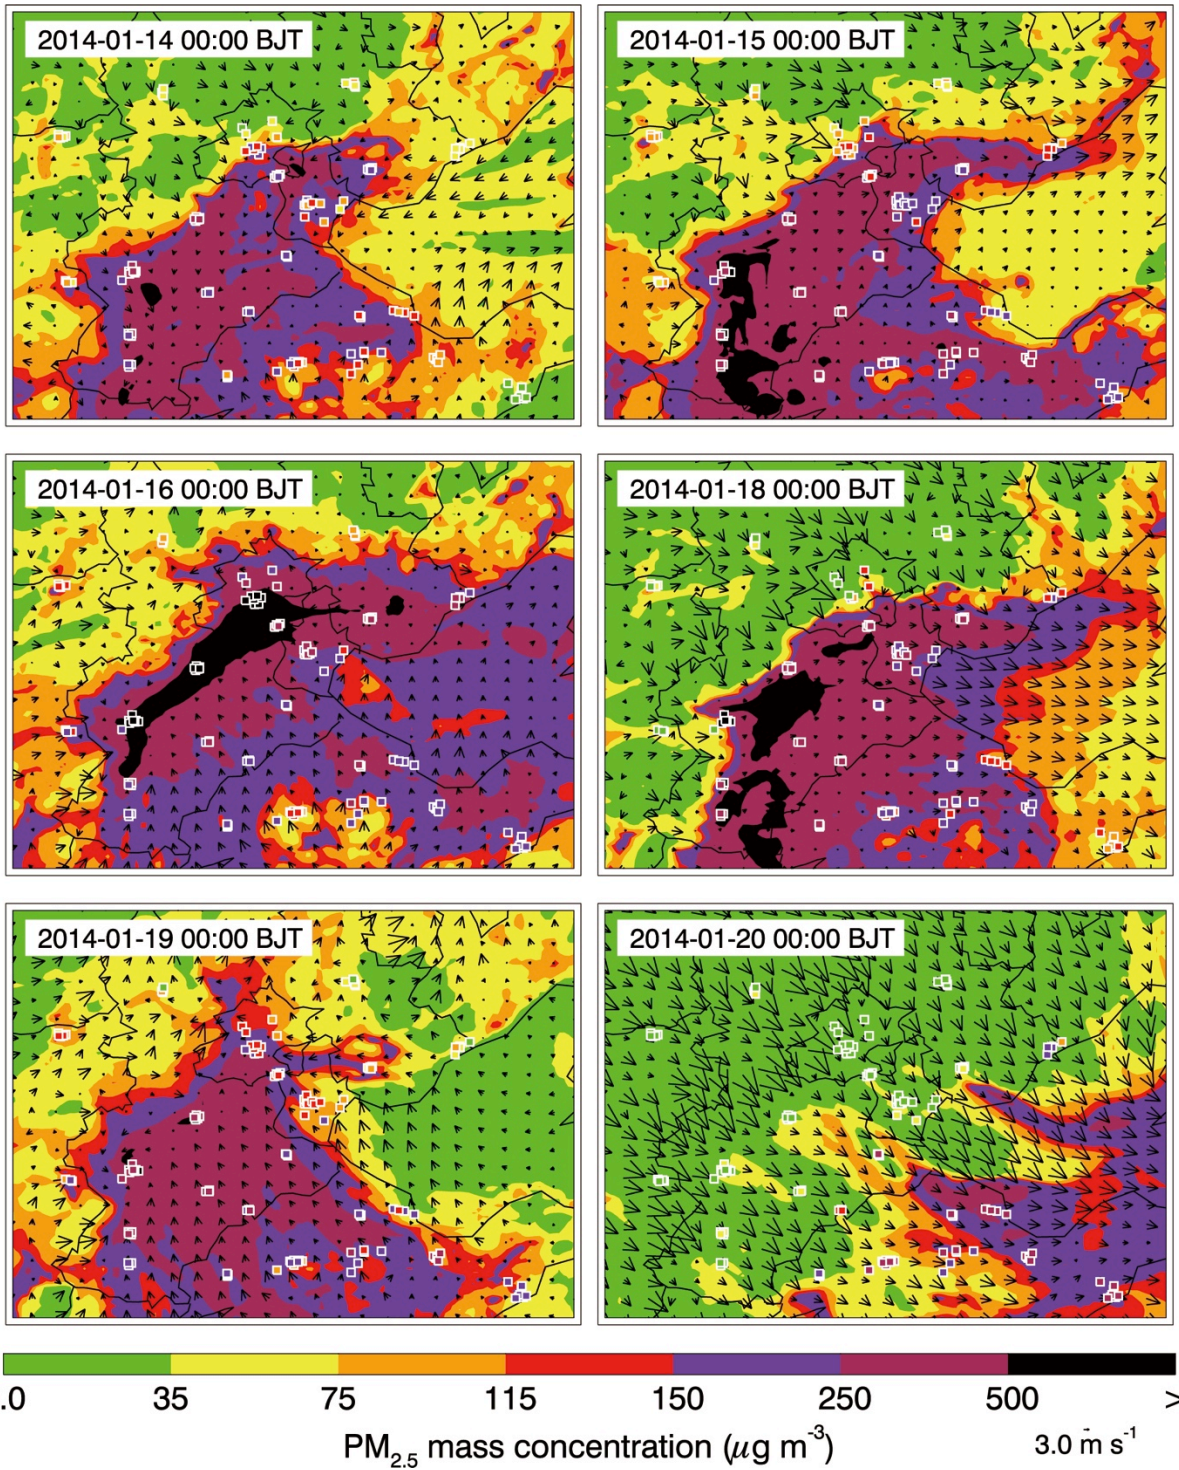 2014-01-14 00:00 BJT
2014-01-15 00:00 BJT
2014-01-16 00:00 BJT
2014-01-18 00:00 BJT
2014-01-19 00:00 BJT
2014-01-20 00:00 BJT
.0 35 75 115 150 250 500 >
PM2.5 mass concentration (μg m-3)
3.0 m s-1